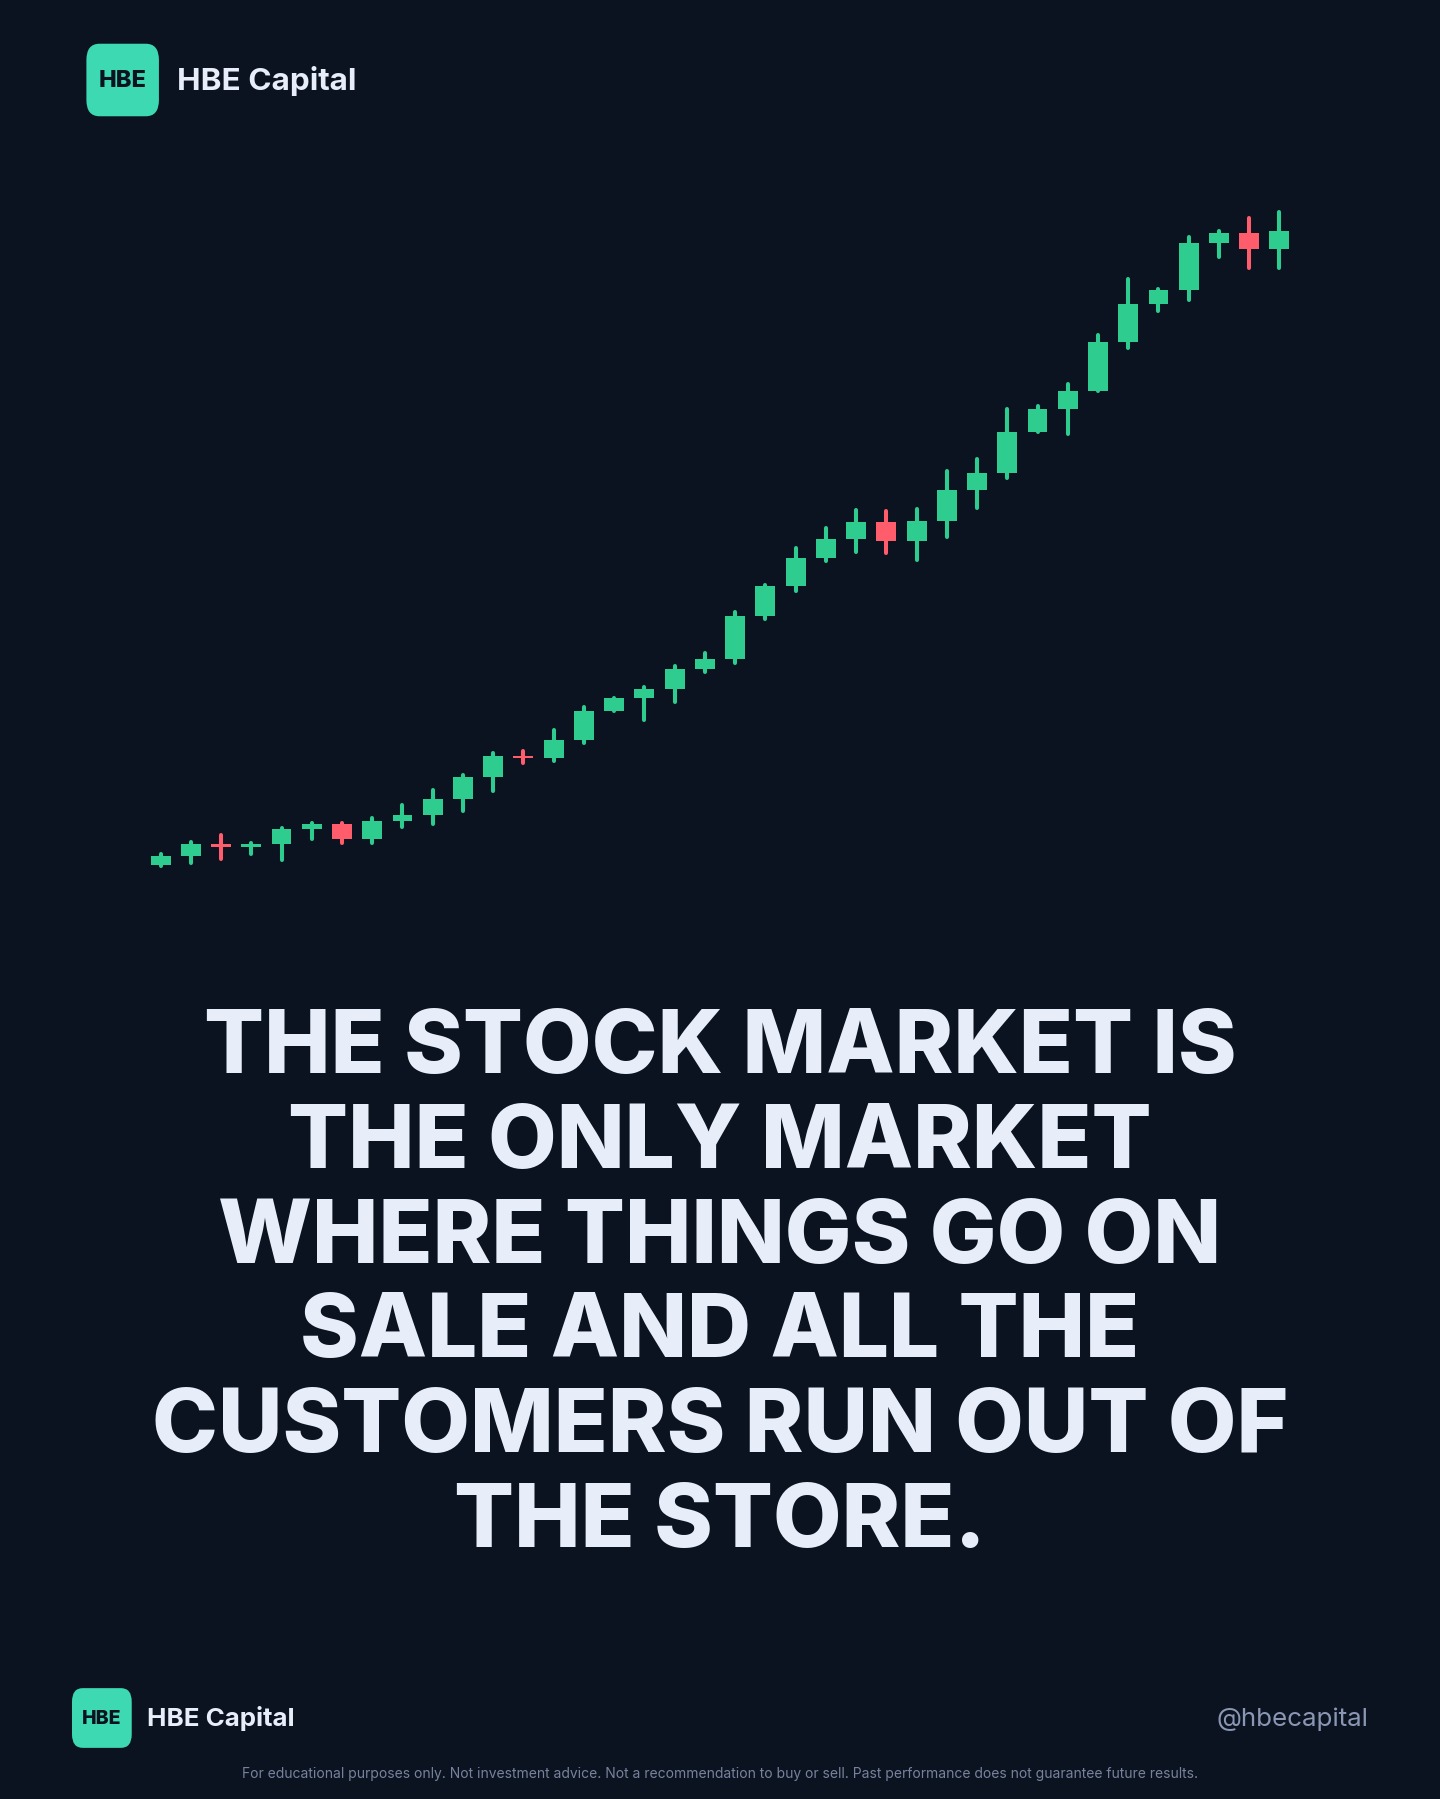 HBE HBE Capital
THE STOCK MARKET IS
THE ONLY MARKET
WHERE THINGS GO ON
SALE AND ALL THE
CUSTOMERS RUN OUT OF
THE STORE.
HBE HBE Capital @hbecapital
For educational purposes only. Not investment advice. Not a recommendation to buy or sell. Past performance does not guarantee future results.